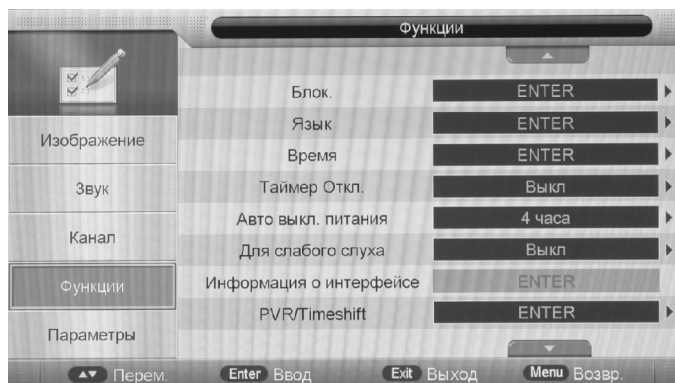 Функции
Блок. ENTER
Язык ENTER
Время ENTER
Таймер Откл. Выкл
Авто выкл. питания 4 часа
Для слабого слуха Выкл
Информация о интерфейсе ENTER
PVR/Timeshift ENTER
Изображение
Звук
Канал
Функции
Параметры
Перем. Enter Ввод Exit Выход Menu Возвр.